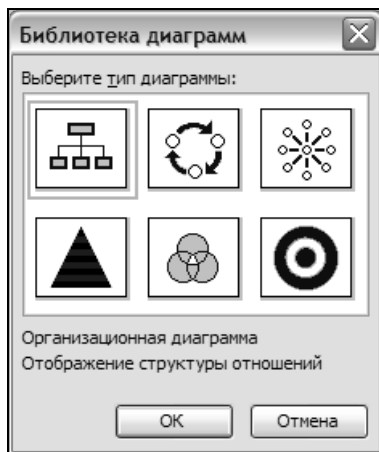 Библиотека диаграмм
Выберите тип диаграммы:
Организационная диаграмма
Отображение структуры отношений
ОК
Отмена